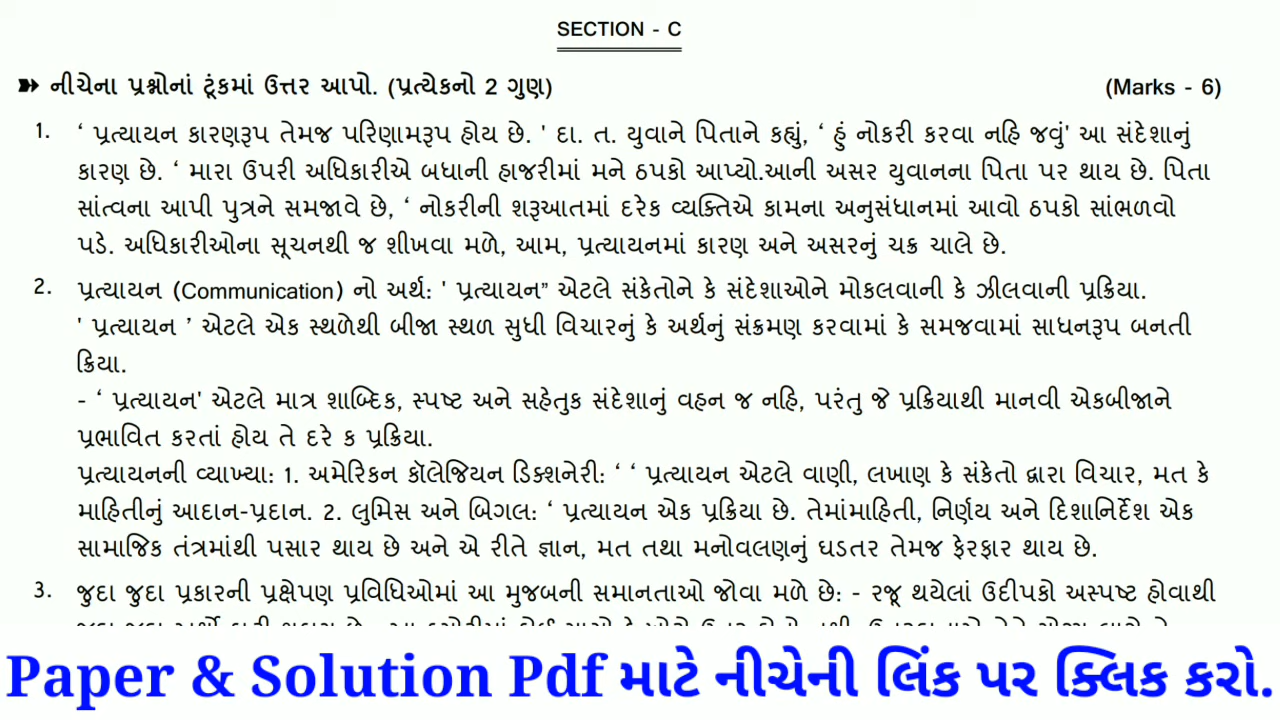 SECTION - C
➽ નીચેના પ્રશ્નોનાં ટૂંકમાં ઉત્તર આપો. (પ્રત્યેકનો 2 ગુણ) (Marks - 6)
1. ‘ પ્રત્યાયન કારણરૂપ તેમજ પરિણામરૂપ હોય છે. ' દા. ત. યુવાને પિતાને કહ્યું, ‘ હું નોકરી કરવા નહિ જવું' આ સંદેશાનું
કારણ છે. ‘ મારા ઉપરી અધિકારીએ બધાની હાજરીમાં મને ઠપકો આપ્યો.આની અસર યુવાનના પિતા પર થાય છે. પિતા
સાંત્વના આપી પુત્રને સમજાવે છે, ‘ નોકરીની શરૂઆતમાં દરેક વ્યક્તિએ કામના અનુસંધાનમાં આવો ઠપકો સાંભળવો
પડે. અધિકારીઓના સૂચનથી જ શીખવા મળે, આમ, પ્રત્યાયનમાં કારણ અને અસરનું ચક્ર ચાલે છે.
2. પ્રત્યાયન (Communication) નો અર્થ: ' પ્રત્યાયન” એટલે સંકેતોને કે સંદેશાઓને મોકલવાની કે ઝીલવાની પ્રક્રિયા.
' પ્રત્યાયન ’ એટલે એક સ્થળેથી બીજા સ્થળ સુધી વિચારનું કે અર્થનું સંક્રમણ કરવામાં કે સમજવામાં સાધનરૂપ બનતી
ક્રિયા.
- ‘ પ્રત્યાયન' એટલે માત્ર શાબ્દિક, સ્પષ્ટ અને સહેતુક સંદેશાનું વહન જ નહિ, પરંતુ જે પ્રક્રિયાથી માનવી એકબીજાને
પ્રભાવિત કરતાં હોય તે દરે ક પ્રક્રિયા.
પ્રત્યાયનની વ્યાખ્યા: 1. અમેરિકન કૉલેજિયન ડિક્શનેરી: ‘ ‘ પ્રત્યાયન એટલે વાણી, લખાણ કે સંકેતો દ્વારા વિચાર, મત કે
માહિતીનું આદાન-પ્રદાન. 2. લુમિસ અને બિગલ: ‘ પ્રત્યાયન એક પ્રક્રિયા છે. તેમાંમાહિતી, નિર્ણય અને દિશાનિર્દેશ એક
સામાજિક તંત્રમાંથી પસાર થાય છે અને એ રીતે જ્ઞાન, મત તથા મનોવલણનું ઘડતર તેમજ ફેરફાર થાય છે.
3. જુદા જુદા પ્રકારની પ્રક્ષેપણ પ્રવિધિઓમાં આ મુજબની સમાનતાઓ જોવા મળે છે: - રજૂ થયેલાં ઉદીપકો અસ્પષ્ટ હોવાથી
Paper & Solution Pdf માટે નીચેની લિંક પર ક્લિક કરો.